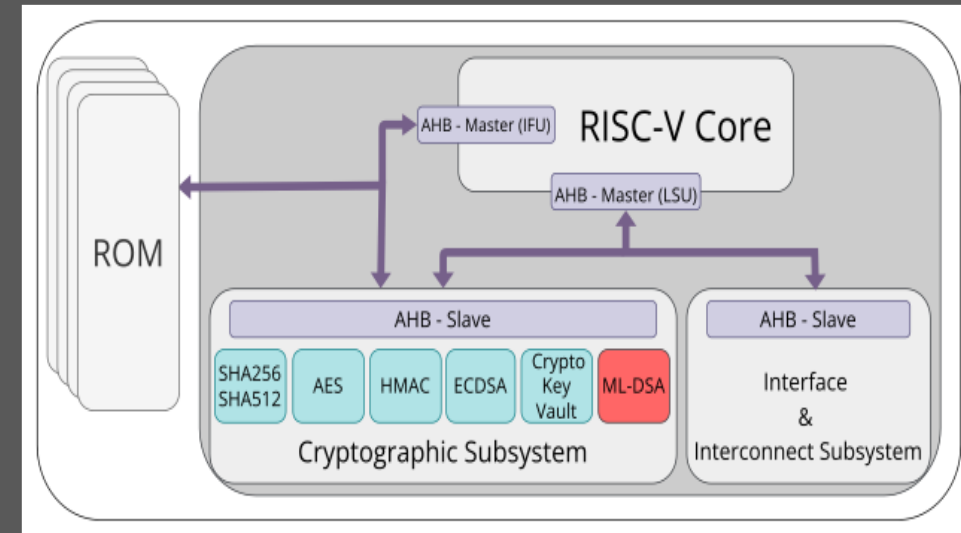 AHB - Master (IFU)
RISC-V Core
AHB - Master (LSU)
ROM
AHB - Slave
SHA256
SHA512
AES
HMAC
ECDSA
Crypto
Key
Vault
ML-DSA
Cryptographic Subsystem
AHB - Slave
Interface
&
Interconnect Subsystem